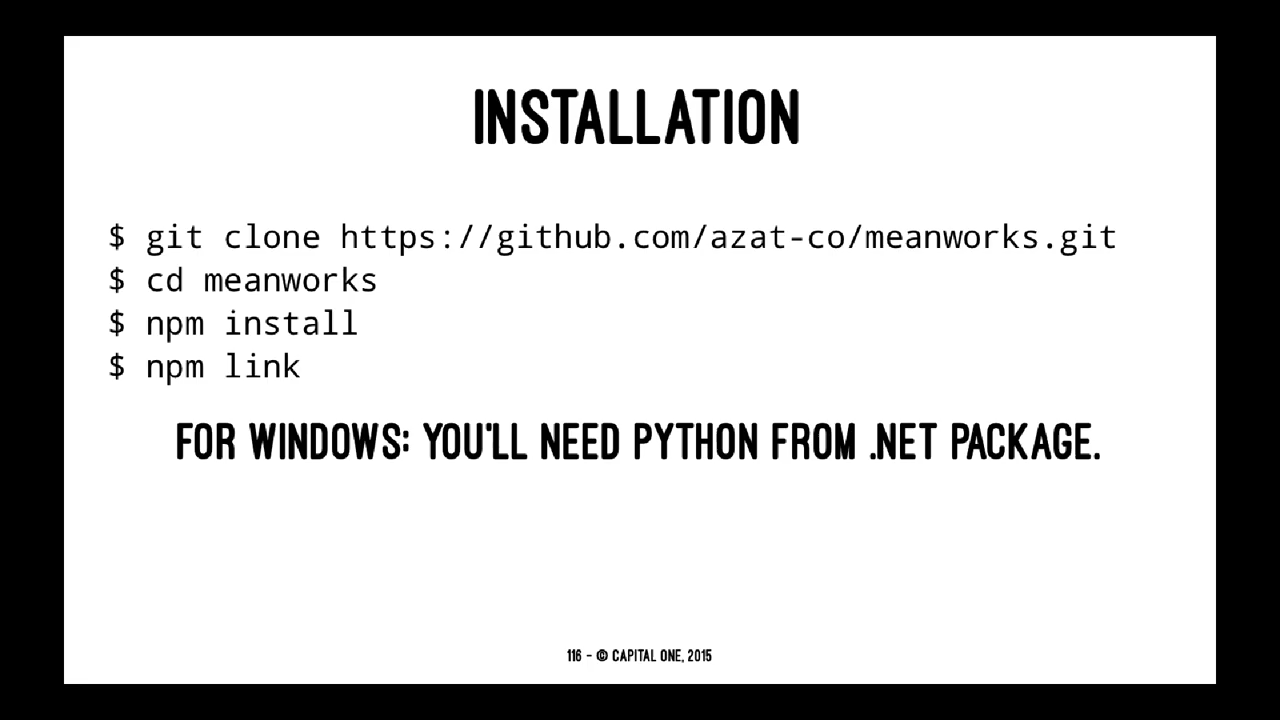 INSTALLATION
$ git clone https://github.com/azat-co/meanworks.git
$ cd meanworks
$ npm install
$ npm link
FOR WINDOWS: YOU'LL NEED PYTHON FROM .NET PACKAGE.
116 - © CAPITAL ONE, 2015